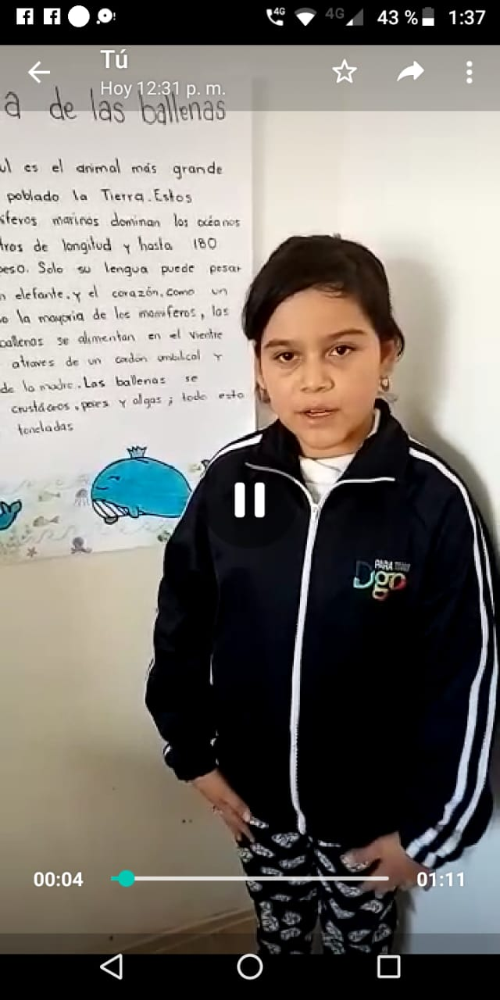 4G 4G 43 % 1:37
Tú
Hoy 12:31 p. m.
a de las ballenas
ul es el animal más grande
poblado la Tierra. Estos
íferos marinos dominan los océanos
tros de longitud y hasta 180
peso. Solo su lengua puede pesar
n elefante, y el corazón, como un
o la mayoría de los mamíferos, las
ballenas se alimentan en el vientre
atraves de un cordón umbilical y
de la madre. Las ballenas se
crustáceos, peces y algas; todo esto
toneladas
PARA
Dgo
00:04
01:11